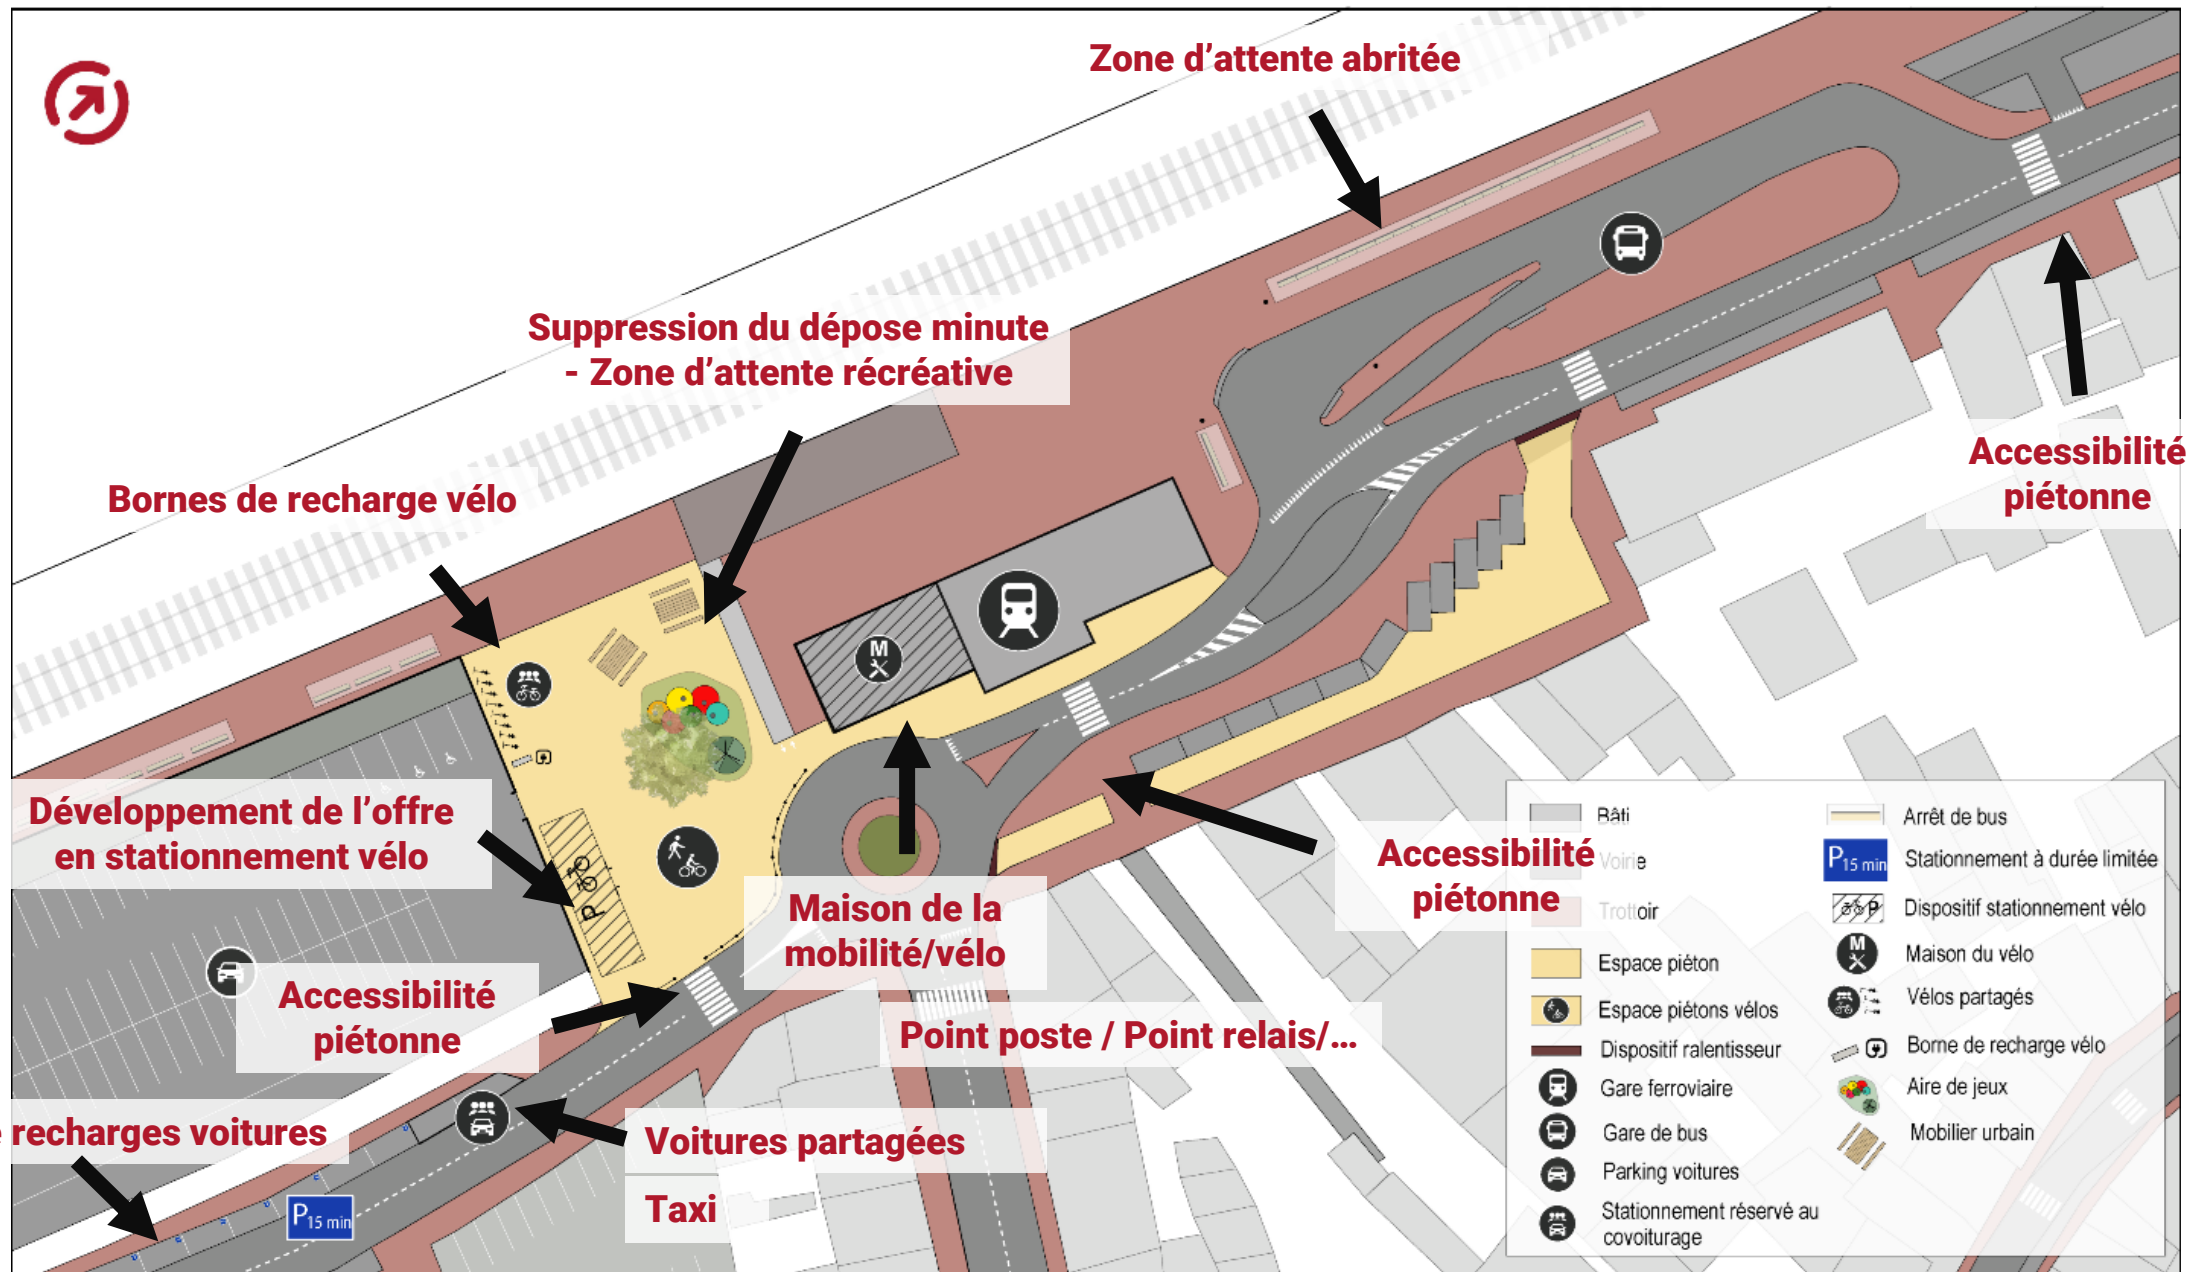 Zone d’attente abritée
Suppression du dépose minute
- Zone d’attente récréative
Bornes de recharge vélo
Accessibilité
piétonne
M
Développement de l’offre
en stationnement vélo
P
Maison de la
mobilité/vélo
Accessibilité
piétonne
Accessibilité
piétonne
Point poste / Point relais/...
recharges voitures
Voitures partagées
Taxi
P15 min
Bâti
Voirie
Trottoir
Espace piéton
Espace piétons vélos
Dispositif ralentisseur
Gare ferroviaire
Gare de bus
Parking voitures
Stationnement réservé au
covoiturage
Arrêt de bus
P15 min
Stationnement à durée limitée
P
Dispositif stationnement vélo
M
Maison du vélo
Vélos partagés
Borne de recharge vélo
Aire de jeux
Mobilier urbain